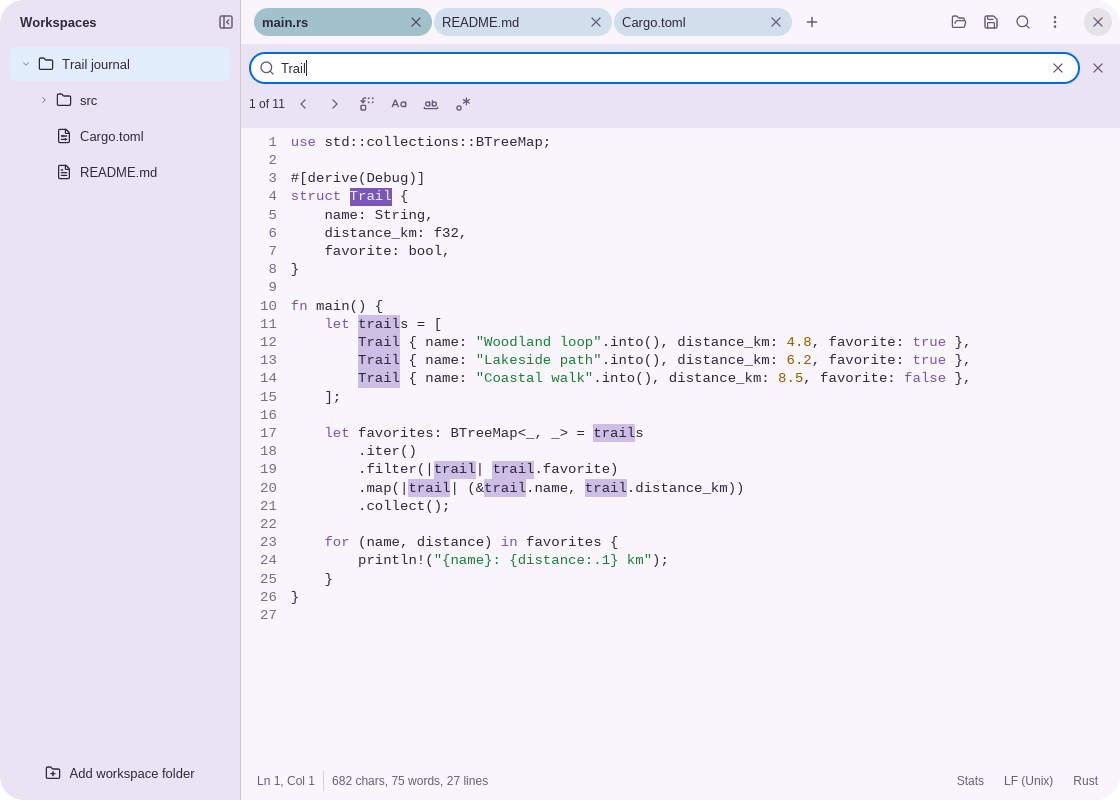 Workspaces
Trail journal
src
Cargo.toml
README.md
Add workspace folder
main.rs
README.md
Cargo.toml
Trail
1 of 11
Aa
ab
1 use std::collections::BTreeMap;
2
3 #[derive(Debug)]
4 struct Trail {
5     name: String,
6     distance_km: f32,
7     favorite: bool,
8 }
9
10 fn main() {
11     let trails = [
12         Trail { name: "Woodland loop".into(), distance_km: 4.8, favorite: true },
13         Trail { name: "Lakeside path".into(), distance_km: 6.2, favorite: true },
14         Trail { name: "Coastal walk".into(), distance_km: 8.5, favorite: false },
15     ];
16
17     let favorites: BTreeMap<_, _> = trails
18         .iter()
19         .filter(|trail| trail.favorite)
20         .map(|trail| (&trail.name, trail.distance_km))
21         .collect();
22
23     for (name, distance) in favorites {
24         println!("{name}: {distance:.1} km");
25     }
26 }
27
Ln 1, Col 1
682 chars, 75 words, 27 lines
Stats
LF (Unix)
Rust